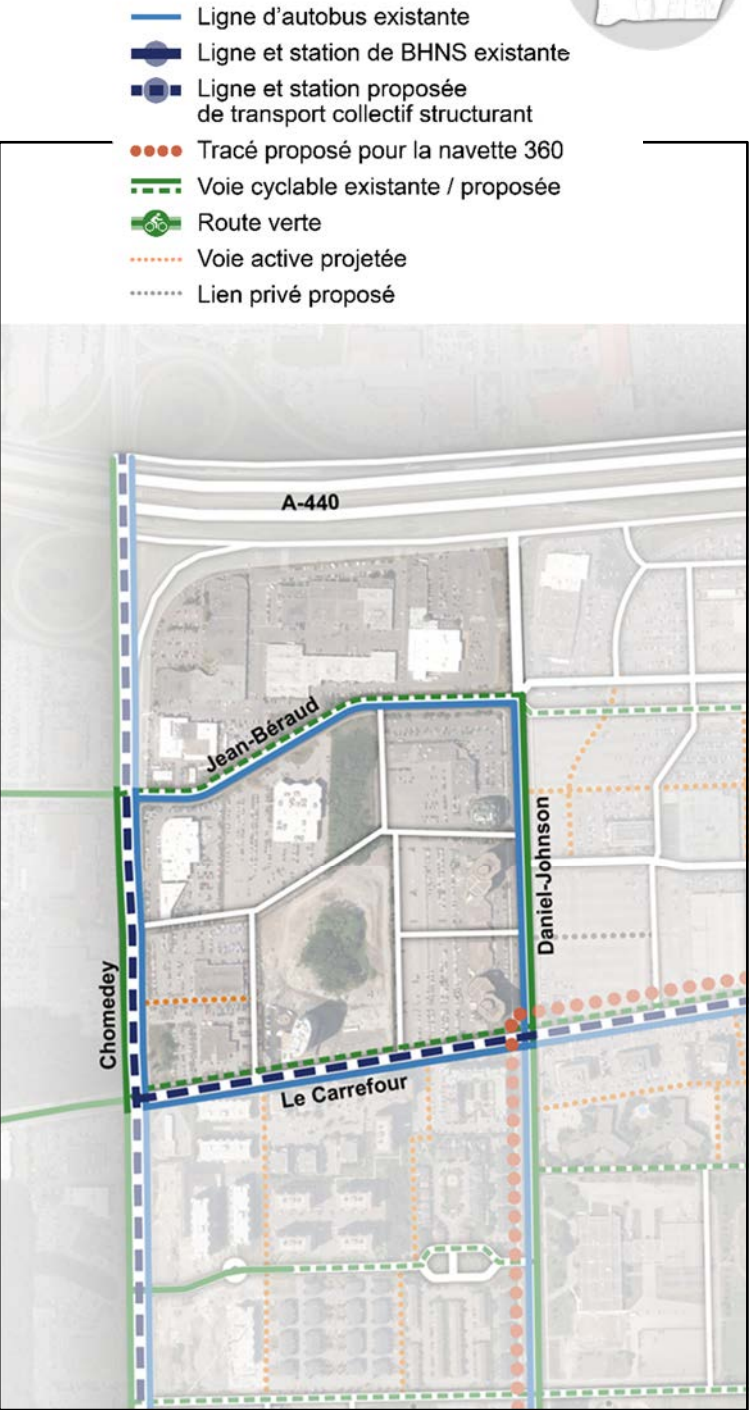 Ligne d'autobus existante
Ligne et station de BHNS existante
Ligne et station proposée
de transport collectif structurant
Tracé proposé pour la navette 360
Voie cyclable existante / proposée
Route verte
Voie active projetée
Lien privé proposé
A-440
Jean-Béraud
Daniel-Johnson
Chomedey
Le Carrefour